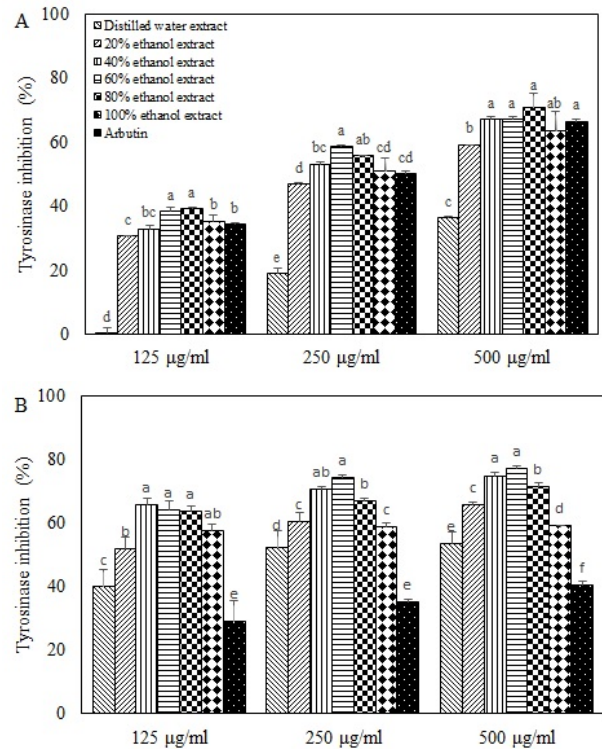 A
Tyrosinase inhibition (%)
100
80
60
40
20
0
Distilled water extract
20% ethanol extract
40% ethanol extract
60% ethanol extract
80% ethanol extract
100% ethanol extract
Arbutin
d c bc a a b b
e d bc a ab cd cd
c b a a a ab a
125 µg/ml 250 µg/ml 500 µg/ml
B
Tyrosinase inhibition (%)
100
80
60
40
20
0
c b a a a ab e
d c ab a b c e
e c a a b d f
125 µg/ml 250 µg/ml 500 µg/ml